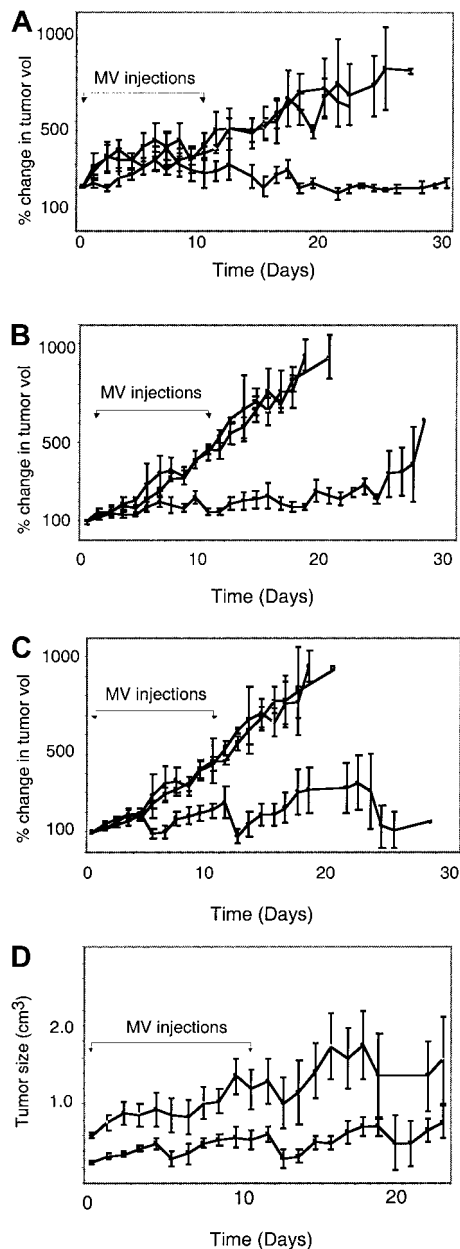 A
% change in tumor vol
1000
500
100
MV injections
0
10
20
30
Time (Days)
B
% change in tumor vol
1000
500
100
MV injections
0
10
20
30
Time (Days)
C
% change in tumor vol
1000
500
100
MV injections
0
10
20
30
Time (Days)
D
Tumor size (cm³)
2.0
1.0
MV injections
0
10
20
Time (Days)